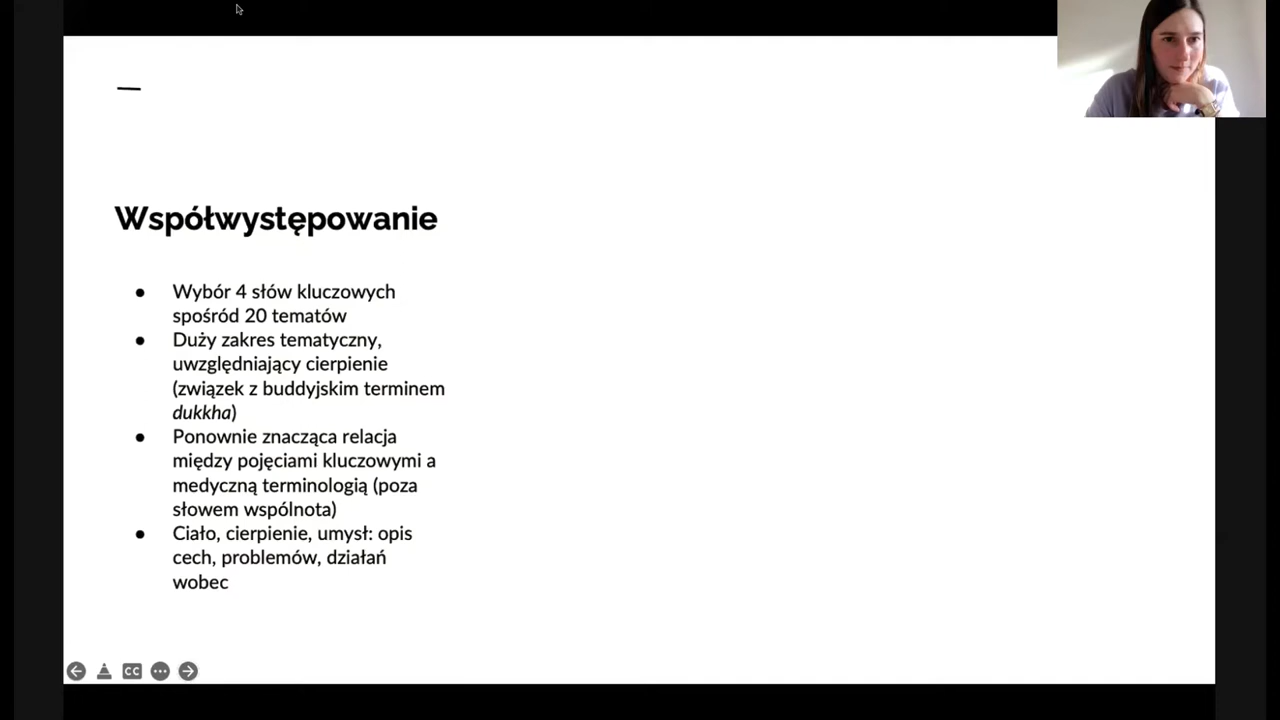 Współwystępowanie
● Wybór 4 słów kluczowych
spośród 20 tematów
● Duży zakres tematyczny,
uwzględniający cierpienie
(związek z buddyjskim terminem
dukkha)
● Ponownie znacząca relacja
między pojęciami kluczowymi a
medyczną terminologią (poza
słowem wspólnota)
● Ciało, cierpienie, umysł: opis
cech, problemów, działań
wobec
CC